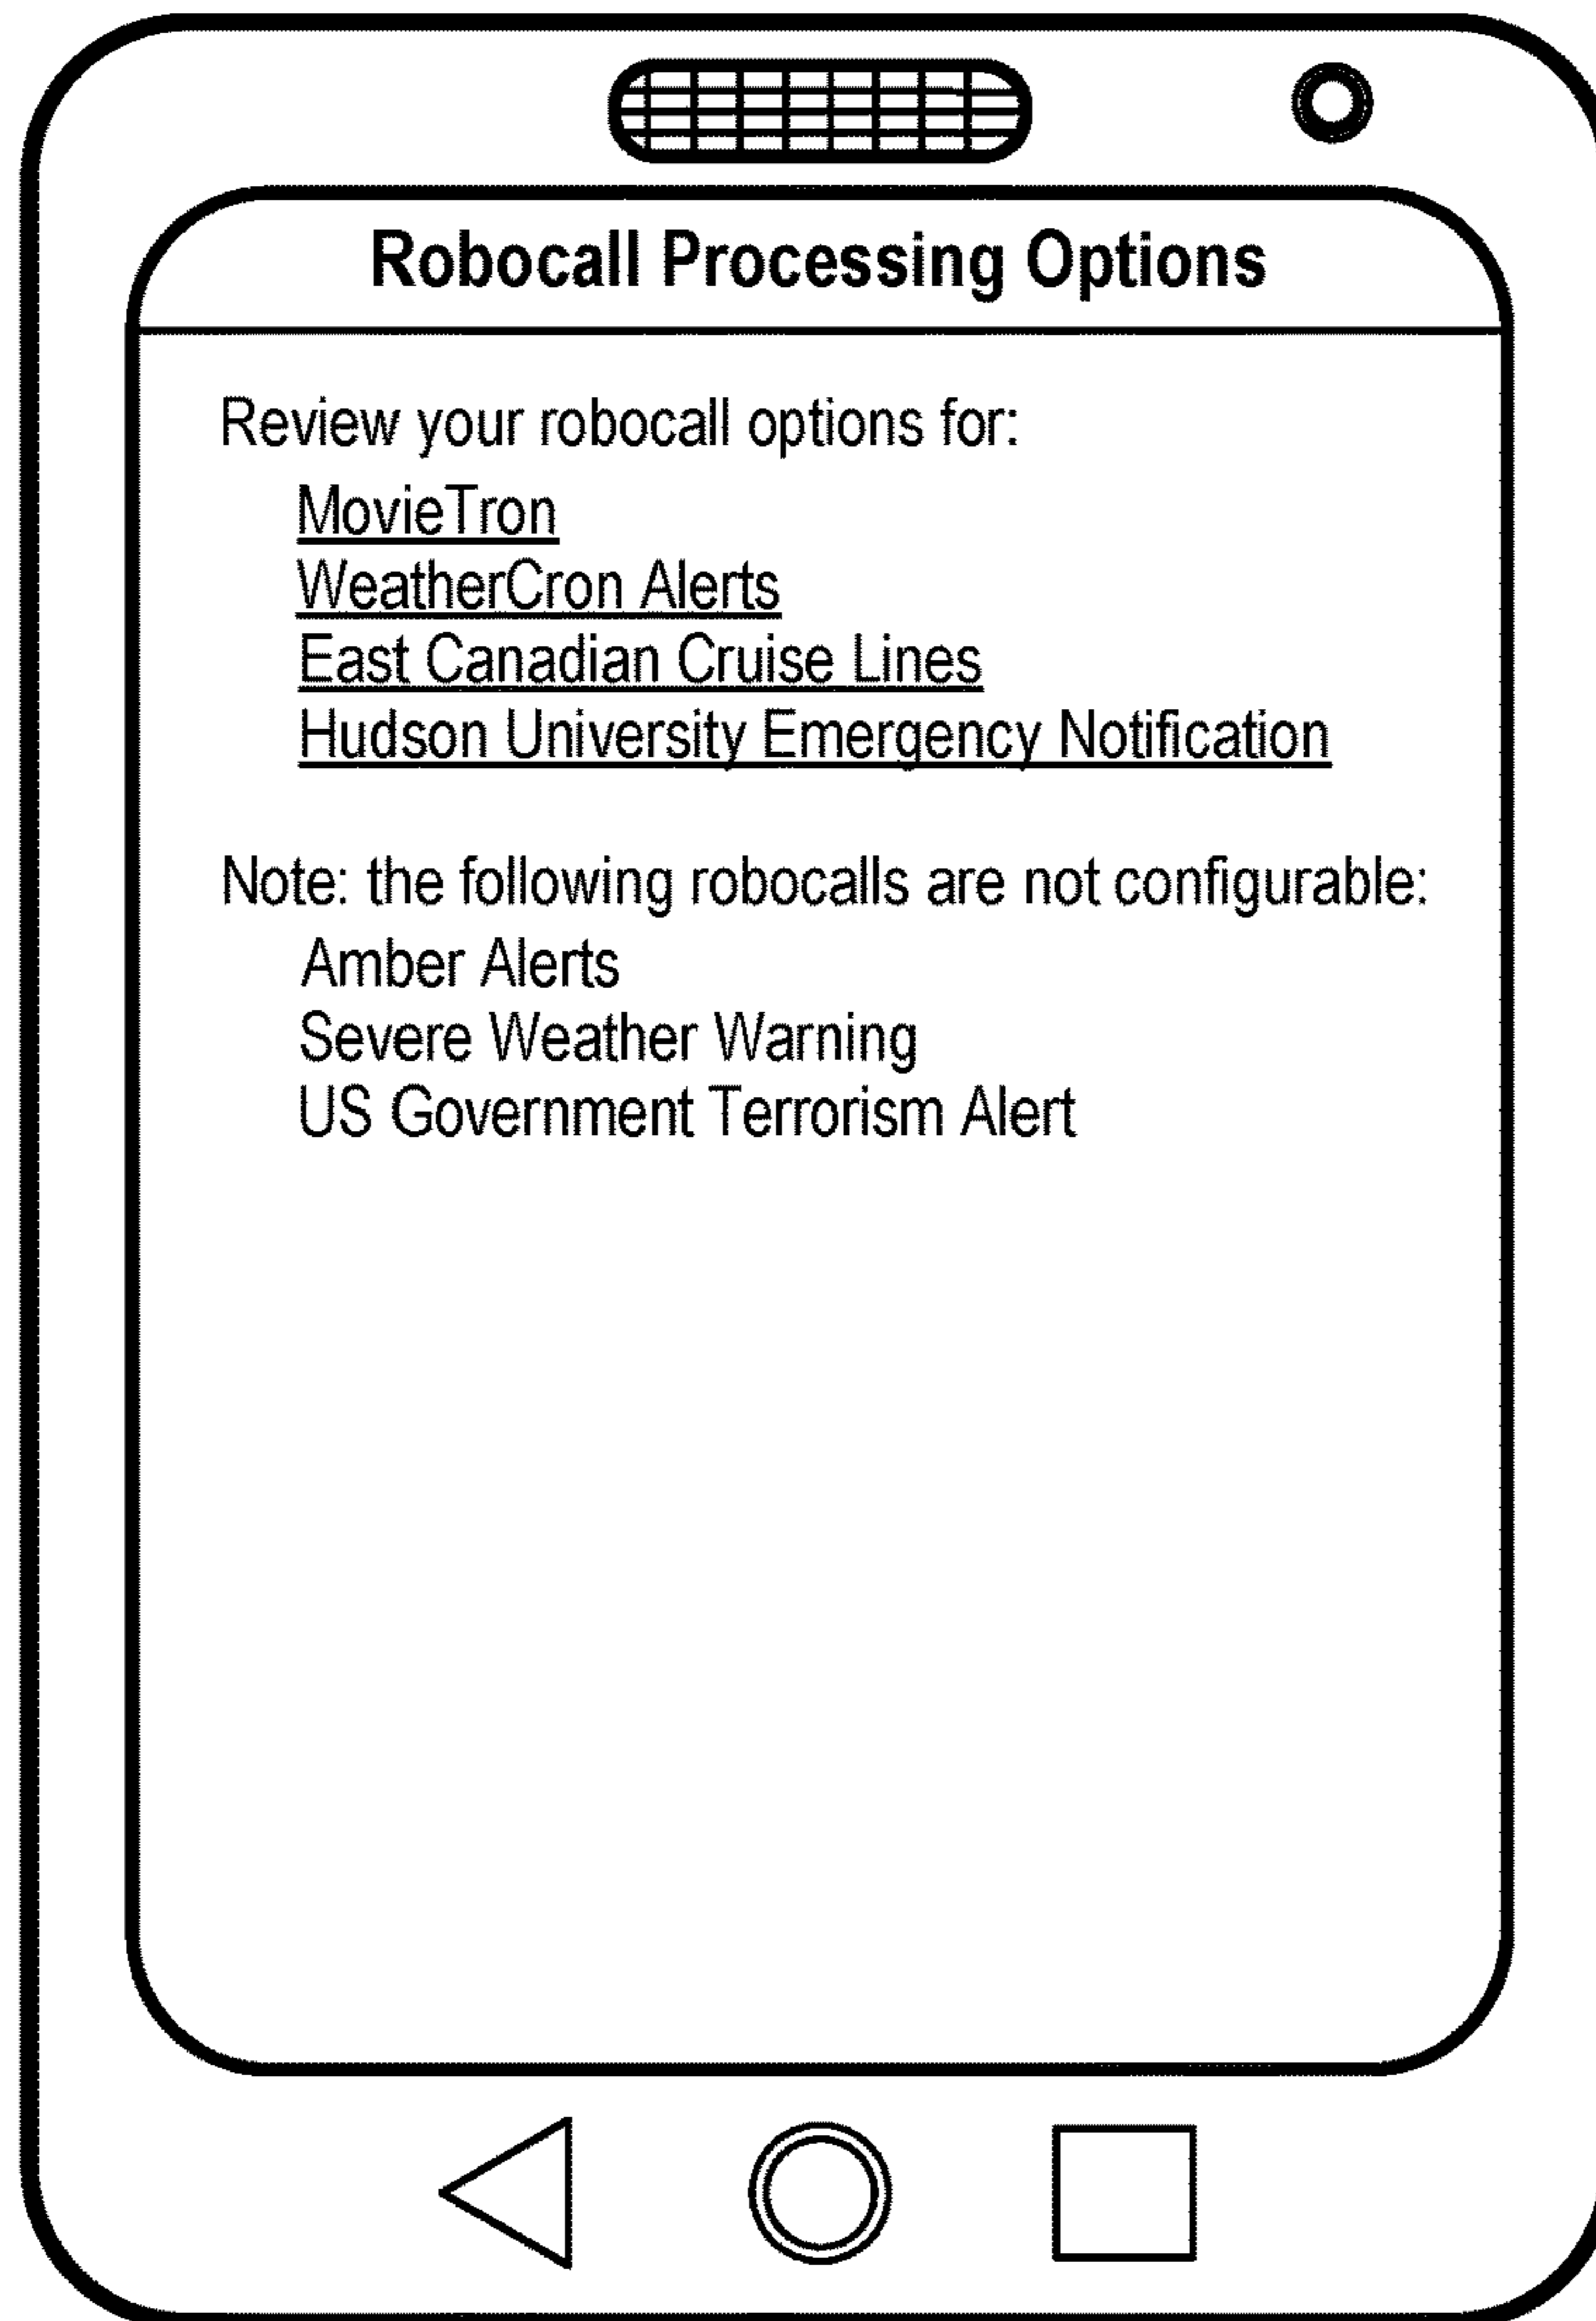 Robocall Processing Options
Review your robocall options for:
MovieTron
WeatherCron Alerts
East Canadian Cruise Lines
Hudson University Emergency Notification
Note: the following robocalls are not configurable:
Amber Alerts
Severe Weather Warning
US Government Terrorism Alert